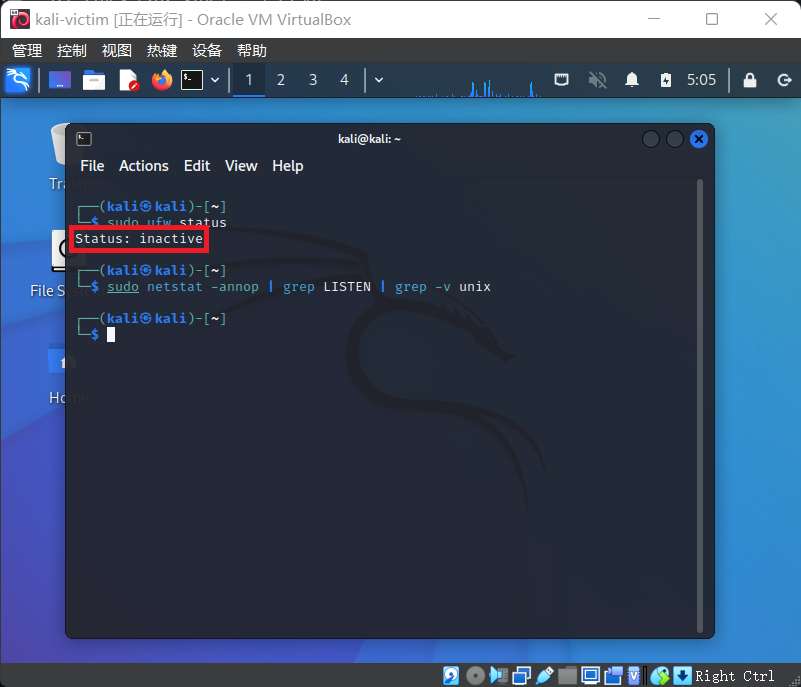 kali-victim [正在运行] - Oracle VM VirtualBox
管理 控制 视图 热键 设备 帮助
1 2 3 4 5:05
kali@kali: ~
File Actions Edit View Help
Trash
┌──(kali㉿kali)-[~]
└─$ sudo ufw status
Status: inactive
┌──(kali㉿kali)-[~]
└─$ sudo netstat -annop | grep LISTEN | grep -v unix
File System
┌──(kali㉿kali)-[~]
└─$
Home
Right Ctrl